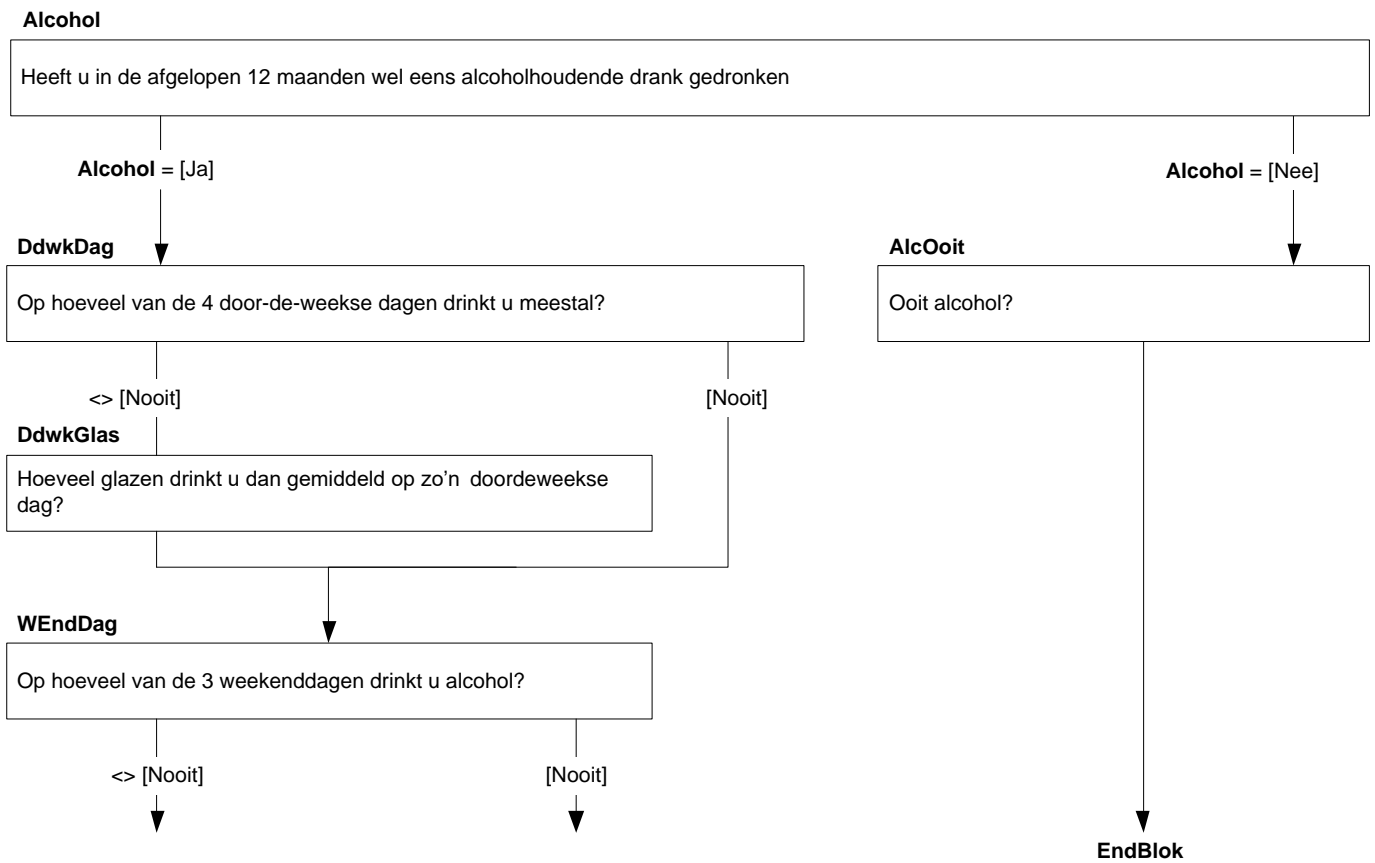 Alcohol
Heeft u in de afgelopen 12 maanden wel eens alcoholhoudende drank gedronken
Alcohol = [Ja]
Alcohol = [Nee]
DdwkDag
AlcOoit
Op hoeveel van de 4 door-de-weekse dagen drinkt u meestal?
Ooit alcohol?
<> [Nooit]
[Nooit]
DdwkGlas
Hoeveel glazen drinkt u dan gemiddeld op zo'n doordeweekse
dag?
WEndDag
Op hoeveel van de 3 weekenddagen drinkt u alcohol?
<> [Nooit]
[Nooit]
EndBlok